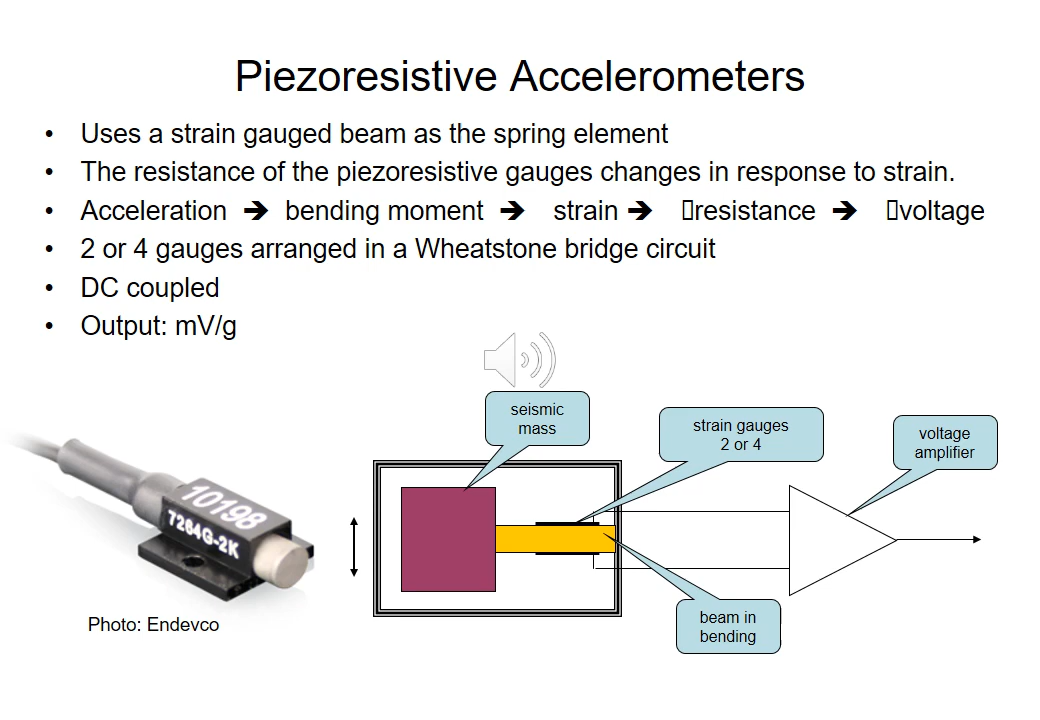 Piezoresistive Accelerometers
• Uses a strain gauged beam as the spring element
• The resistance of the piezoresistive gauges changes in response to strain.
• Acceleration ➔ bending moment ➔ strain ➔ ▯resistance ➔ ▯voltage
• 2 or 4 gauges arranged in a Wheatstone bridge circuit
• DC coupled
• Output: mV/g
seismic
mass
strain gauges
2 or 4
voltage
amplifier
10198
7264G-2K
beam in
bending
Photo: Endevco